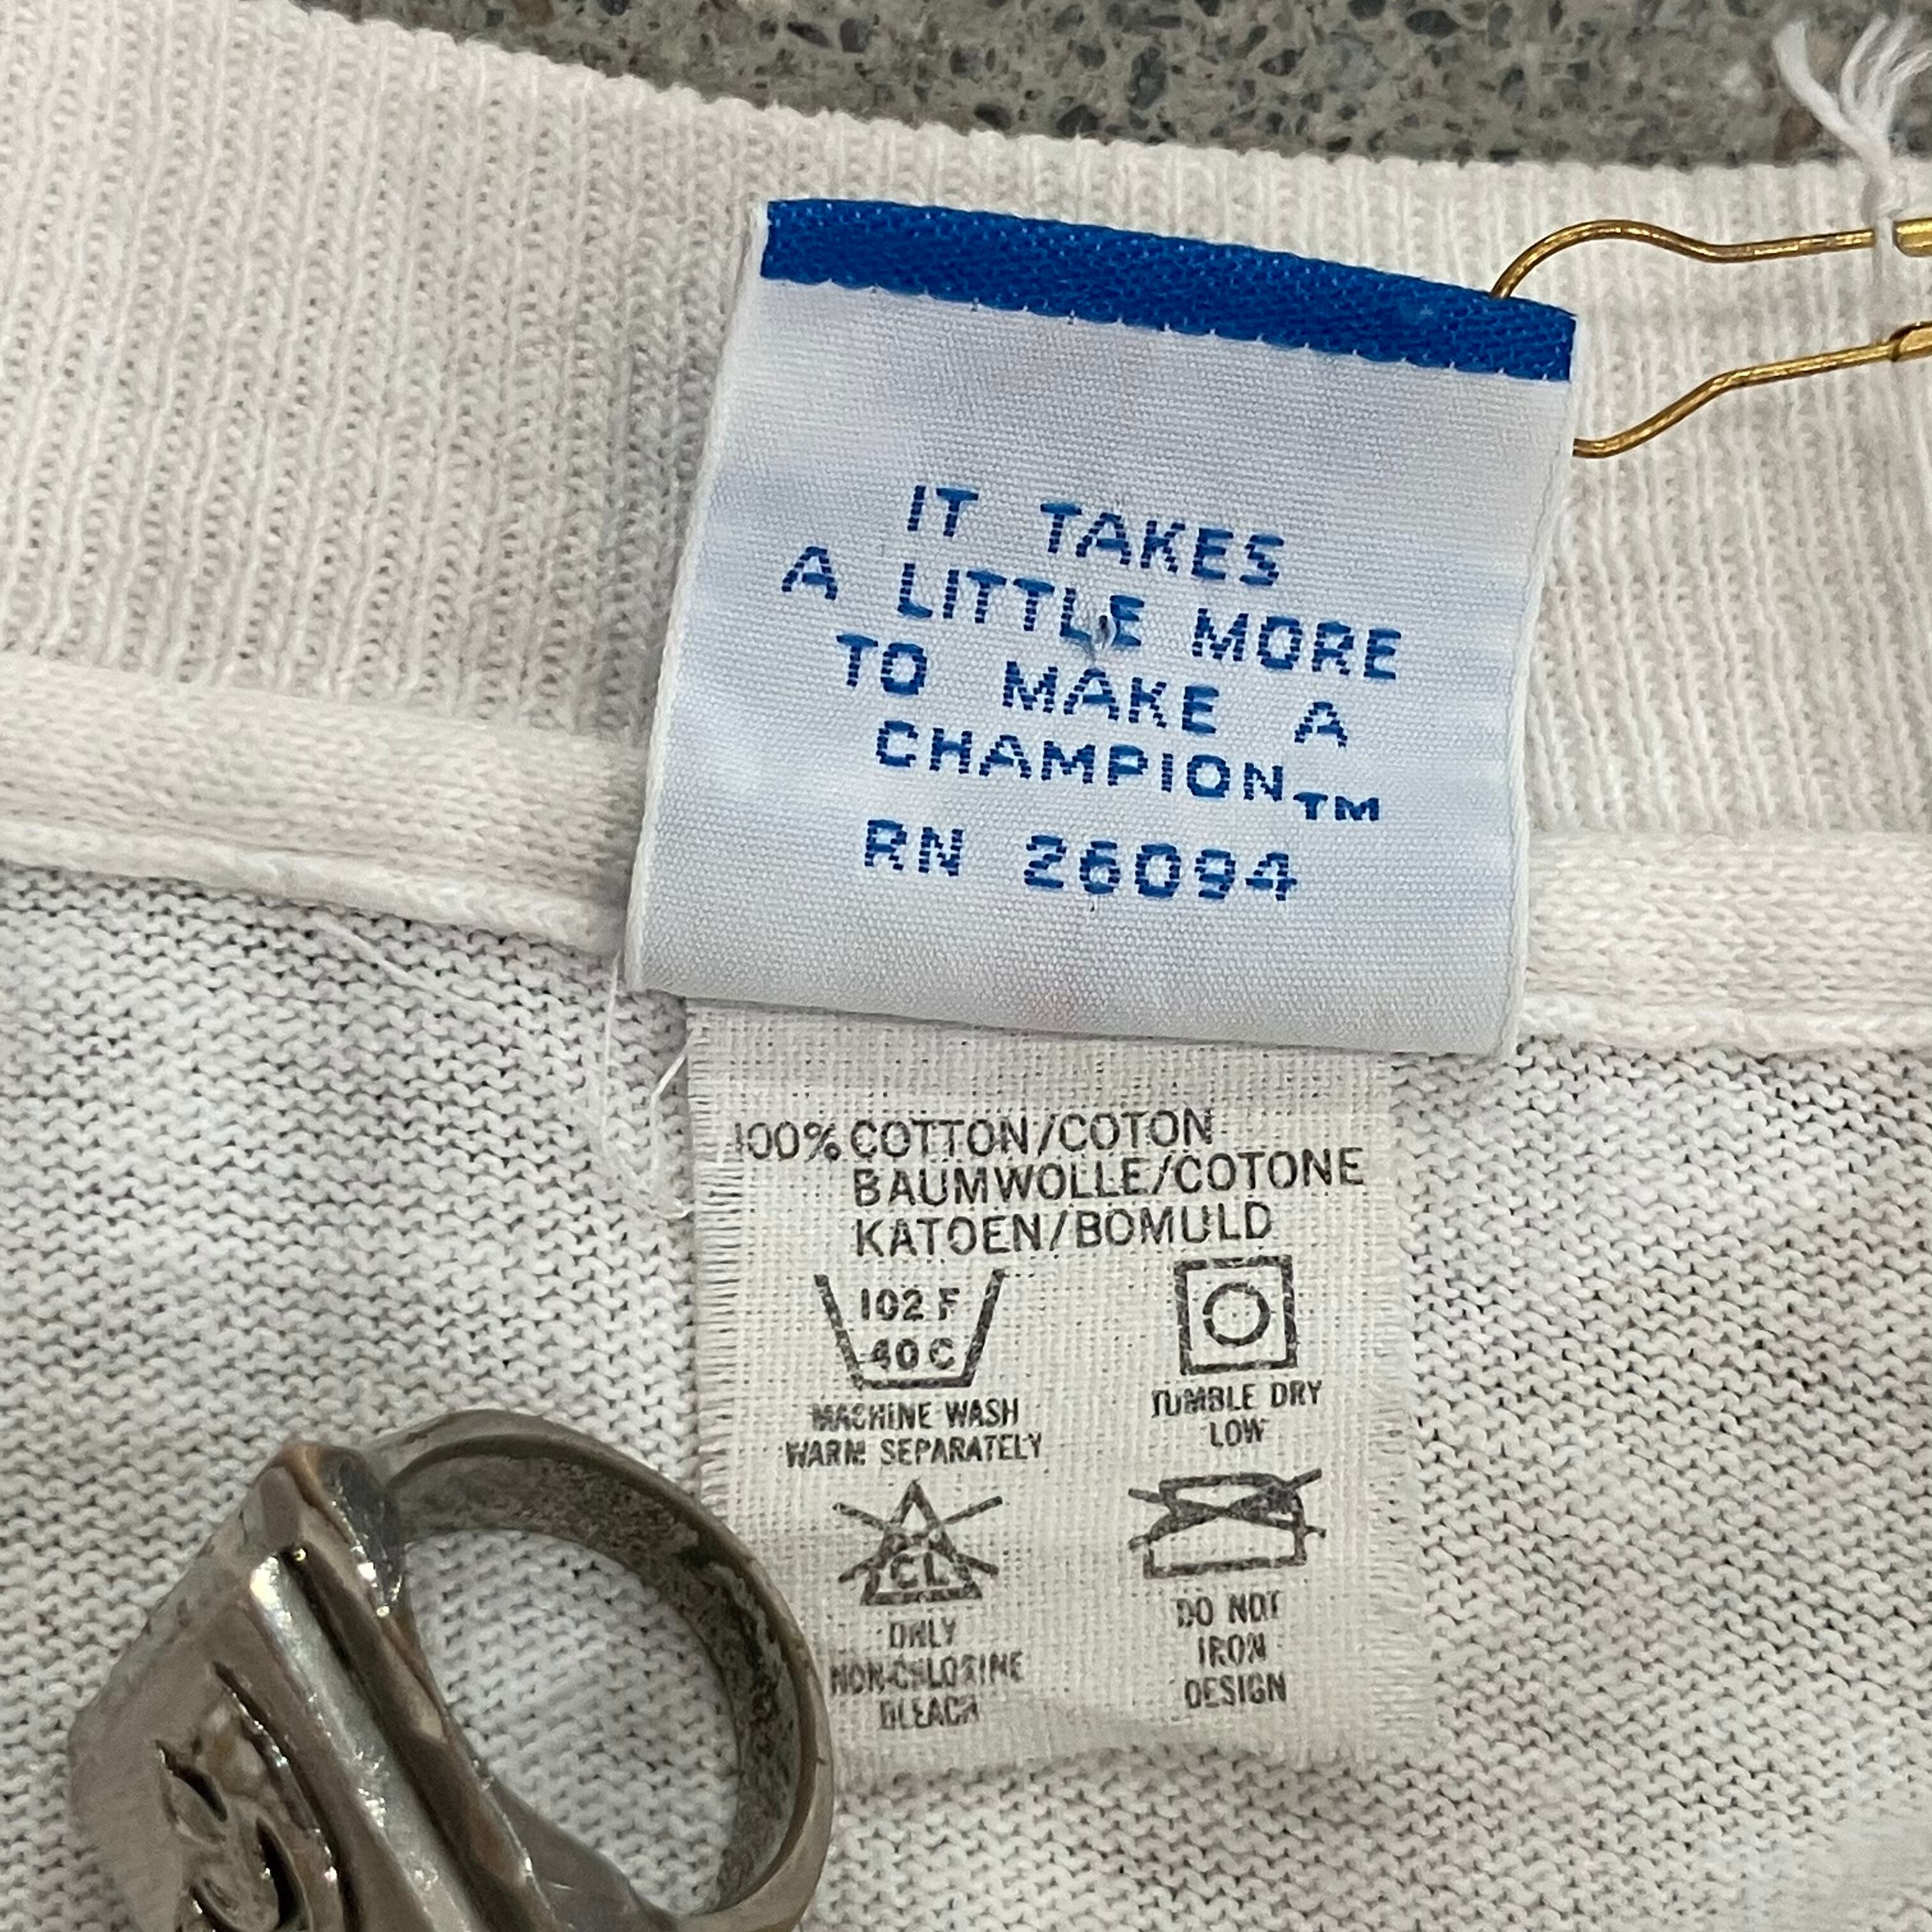 IT TAKES
A LITTLE MORE
TO MAKE A
CHAMPION™
RN 26094
100% COTTON/COTON
BAUMWOLLE/COTONE
KATOEN/BOMULD
102 F
40 C
MACHINE WASH
WARM SEPARATELY
TUMBLE DRY
LOW
CL
ONLY
NON-CHLORINE
BLEACH
DO NOT
IRON
DESIGN